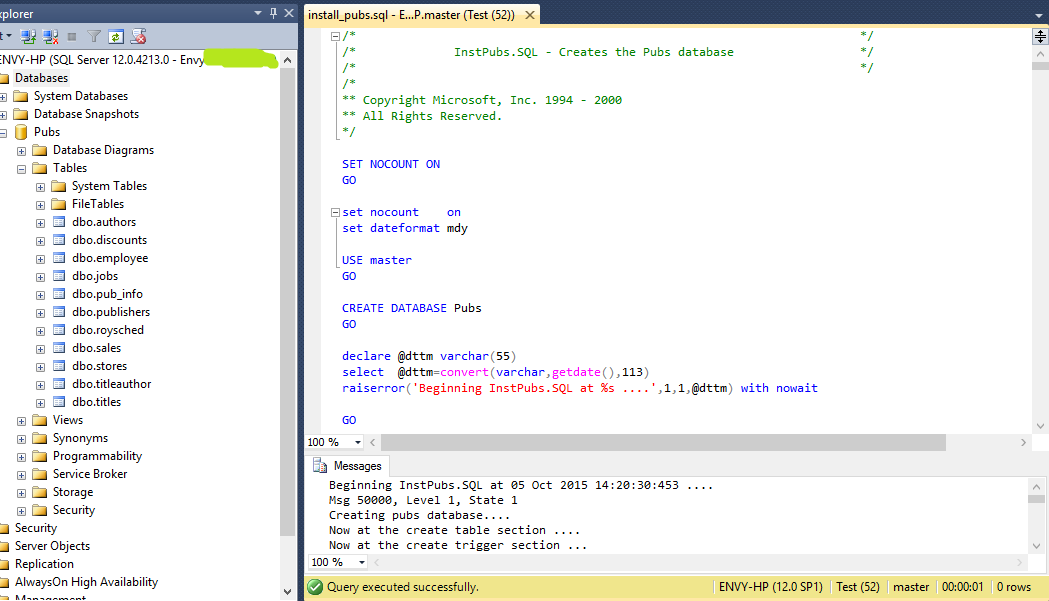 xplorer
ENVY-HP (SQL Server 12.0.4213.0 - Envy
Databases
System Databases
Database Snapshots
Pubs
Database Diagrams
Tables
System Tables
FileTables
dbo.authors
dbo.discounts
dbo.employee
dbo.jobs
dbo.pub_info
dbo.publishers
dbo.roysched
dbo.sales
dbo.stores
dbo.titleauthor
dbo.titles
Views
Synonyms
Programmability
Service Broker
Storage
Security
Security
Server Objects
Replication
AlwaysOn High Availability
Management
install_pubs.sql - E...P.master (Test (52))
/* */
/* InstPubs.SQL - Creates the Pubs database */
/* */
/*
** Copyright Microsoft, Inc. 1994 - 2000
** All Rights Reserved.
*/
SET NOCOUNT ON
GO
set nocount on
set dateformat mdy
USE master
GO
CREATE DATABASE Pubs
GO
declare @dttm varchar(55)
select @dttm=convert(varchar,getdate(),113)
raiserror('Beginning InstPubs.SQL at %s ....',1,1,@dttm) with nowait
GO
100 %
Messages
Beginning InstPubs.SQL at 05 Oct 2015 14:20:30:453 ....
Msg 50000, Level 1, State 1
Creating pubs database....
Now at the create table section ....
Now at the create trigger section ...
100 %
Query executed successfully.
ENVY-HP (12.0 SP1) Test (52) master 00:00:01 0 rows